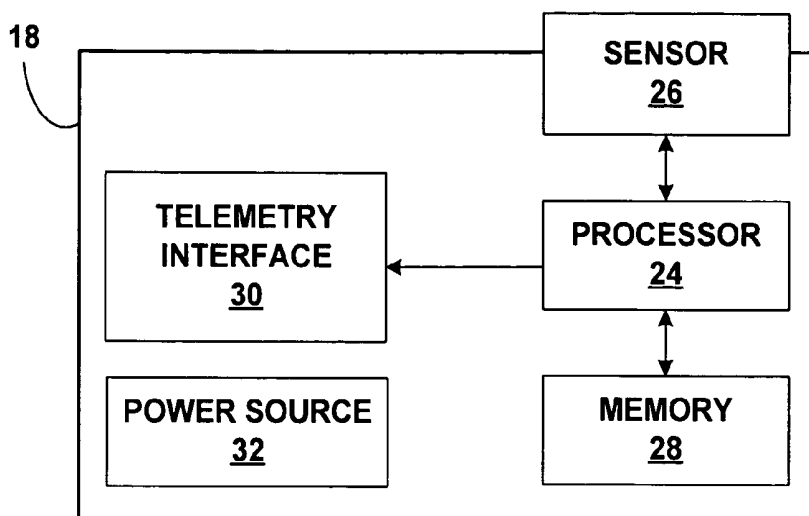 18
SENSOR
26
TELEMETRY
INTERFACE
30
PROCESSOR
24
POWER SOURCE
32
MEMORY
28